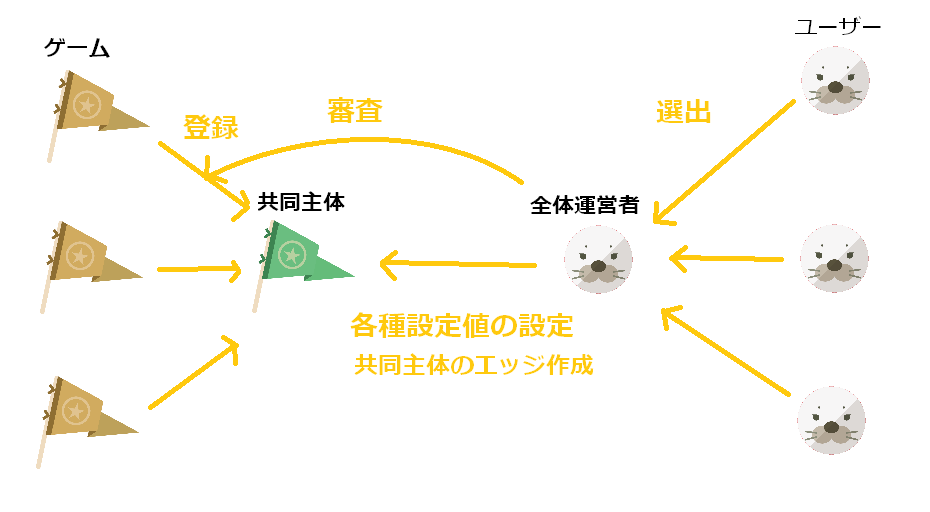 ゲーム
ユーザー
登録
審査
選出
共同主体
全体運営者
各種設定値の設定
共同主体のエッジ作成